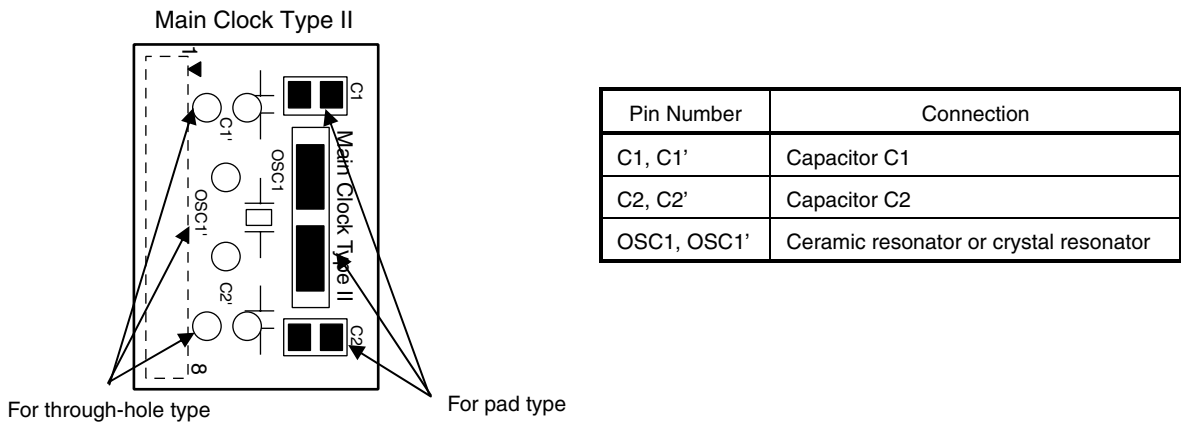 Main Clock Type II
1
C1
C1’
Main Clock Type II
OSC1
OSC1’
C2’
C2
8
For through-hole type
For pad type
Pin Number Connection
C1, C1’ Capacitor C1
C2, C2’ Capacitor C2
OSC1, OSC1’ Ceramic resonator or crystal resonator